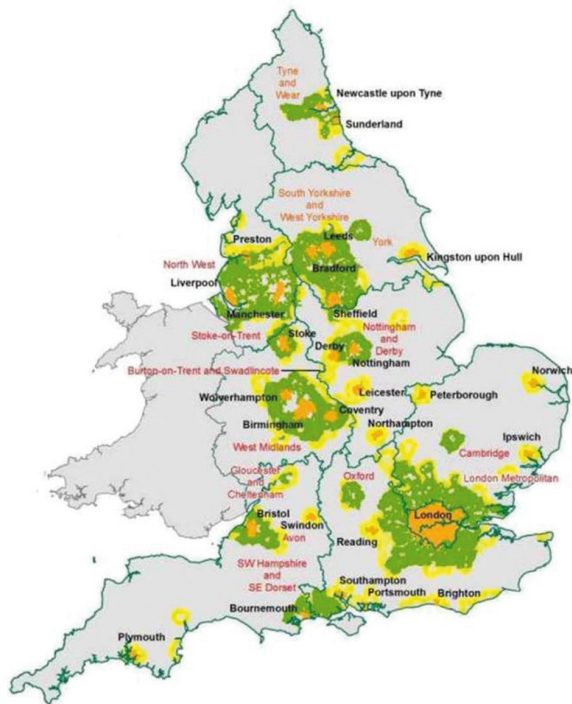 Tyne
and
Wear
Newcastle upon Tyne
Sunderland
South Yorkshire
and
West Yorkshire
Preston
Leeds
York
Kingston upon Hull
North West
Bradford
Liverpool
Manchester
Sheffield
Stoke-on-Trent
Stoke
Nottingham
and
Derby
Derby
Nottingham
Burton-on-Trent and Swadlincote
Norwich
Leicester
Peterborough
Wolverhampton
Coventry
Birmingham
Northampton
Ipswich
West Midlands
Cambridge
Gloucester
and
Cheltenham
Oxford
London Metropolitan
Bristol
London
Swindon
Avon
Reading
SW Hampshire
and
SE Dorset
Southampton
Portsmouth
Brighton
Bournemouth
Plymouth